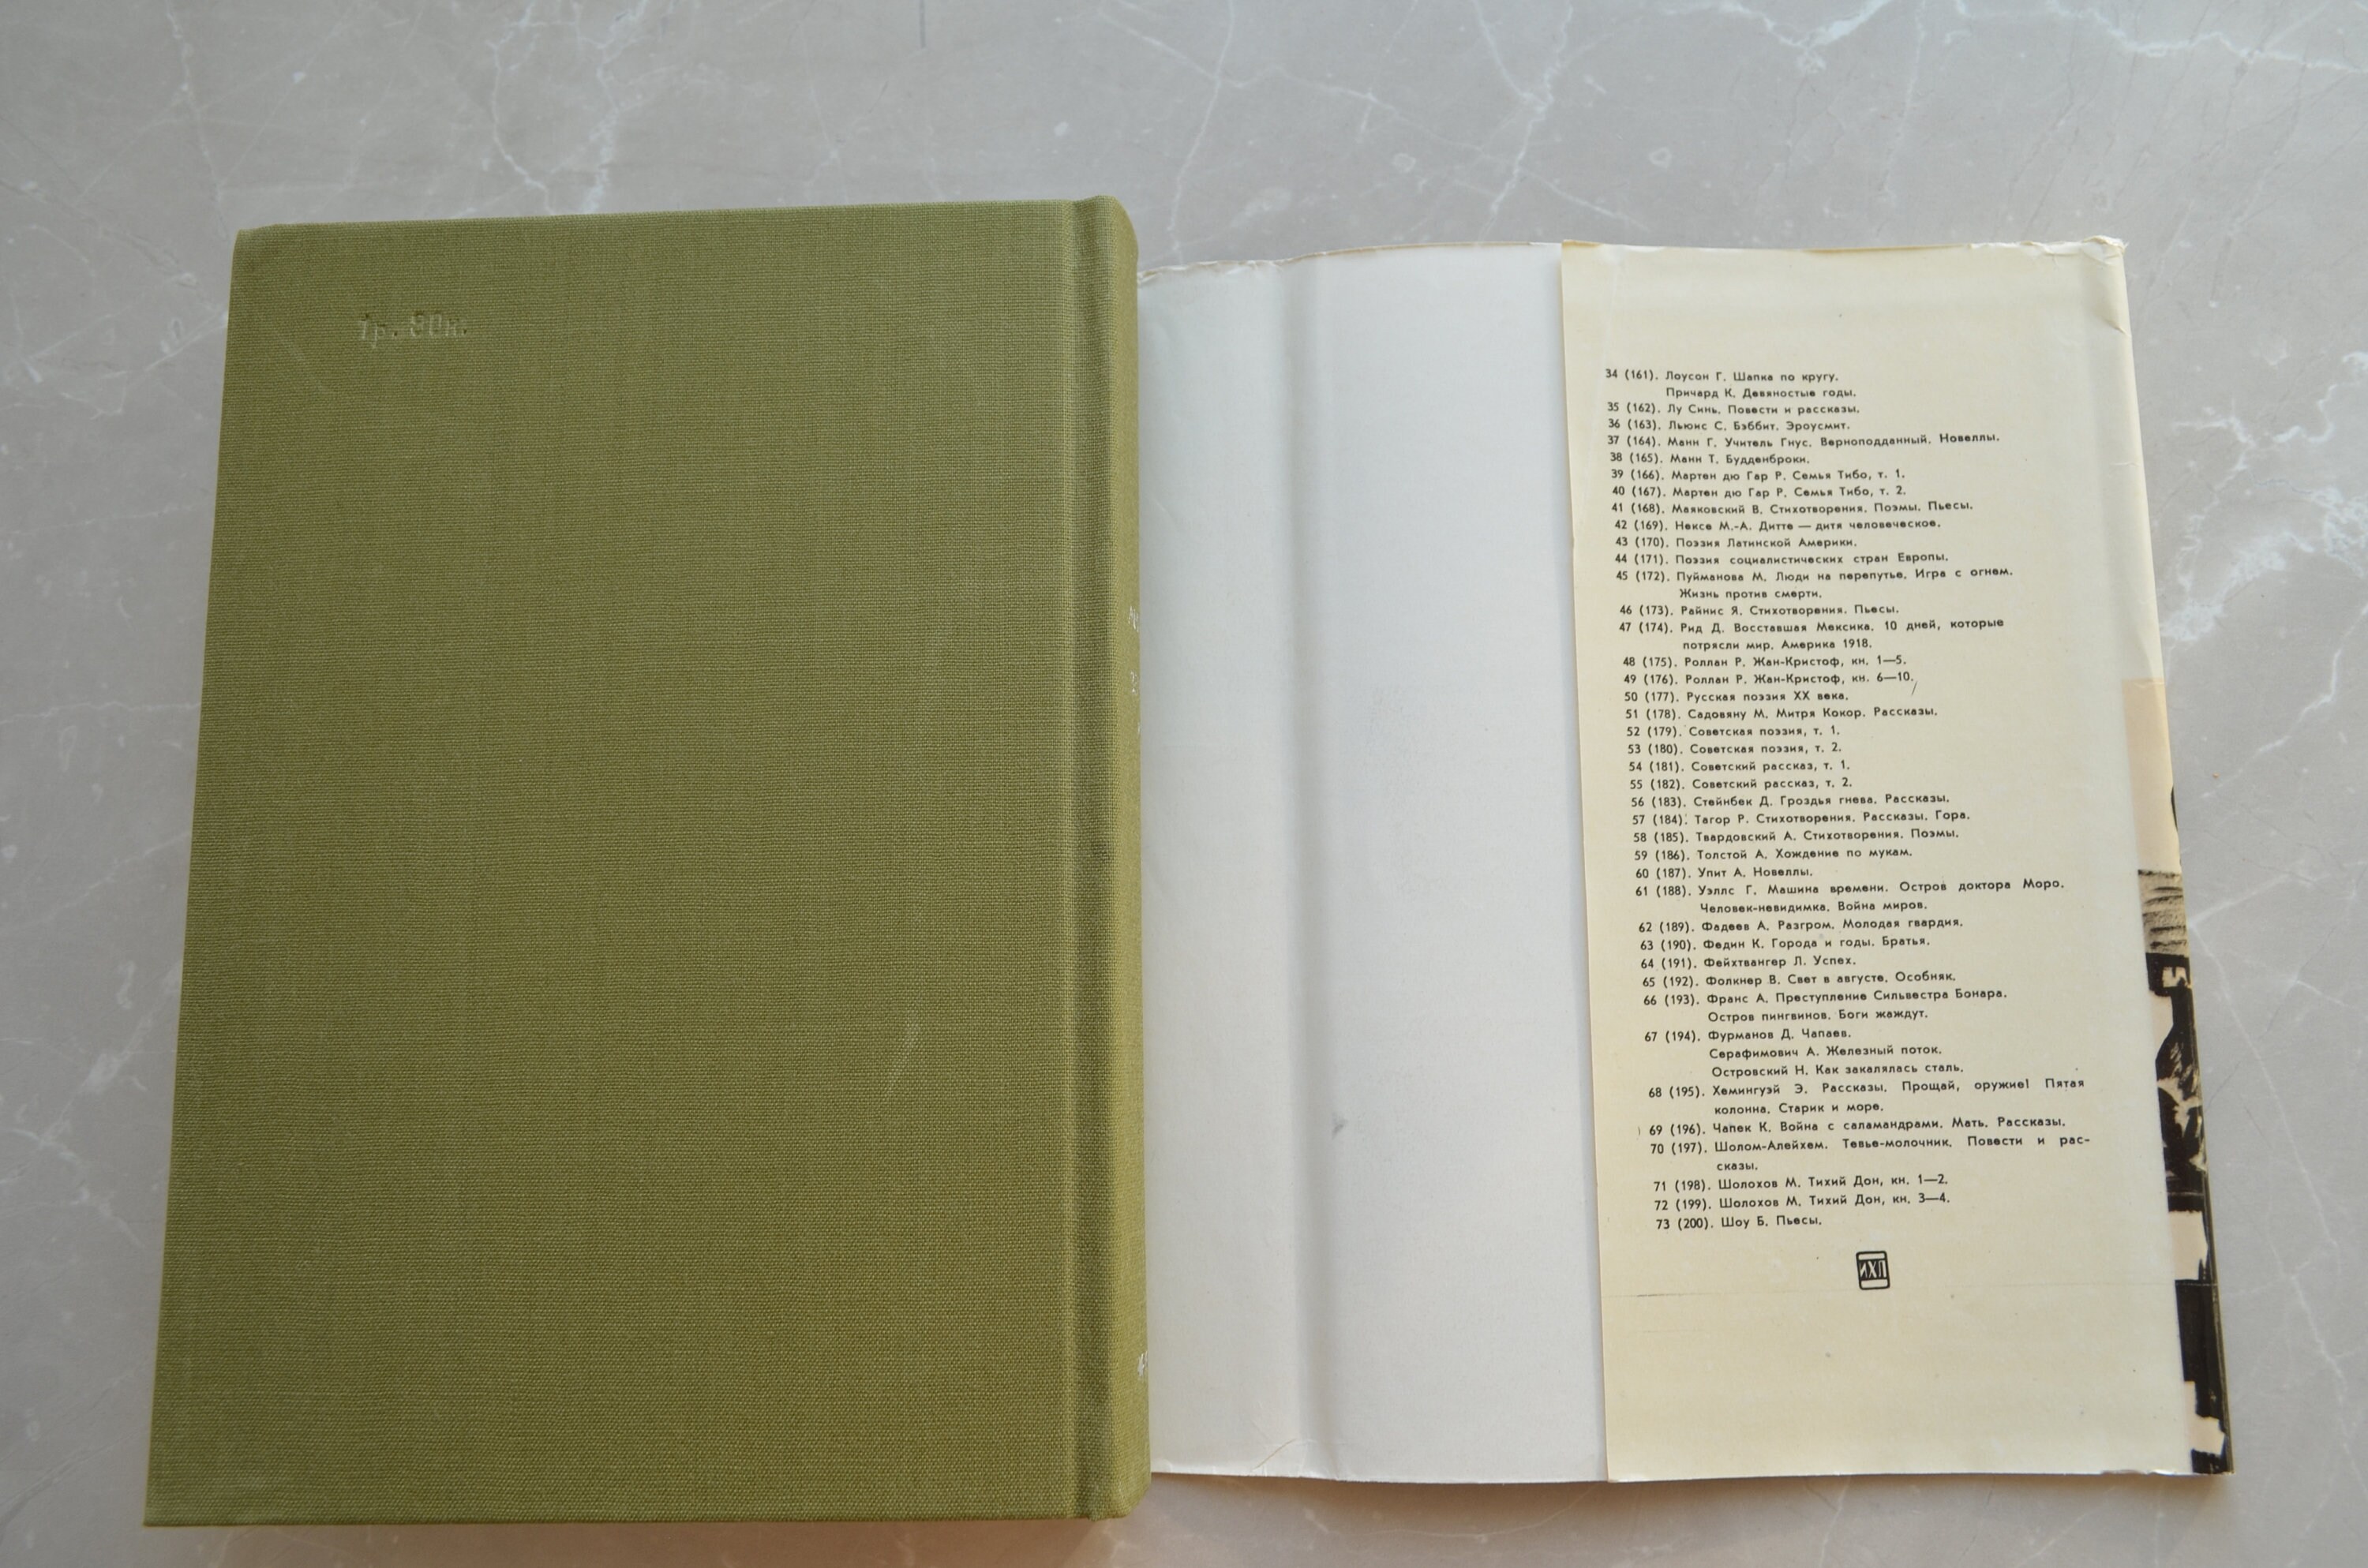 1р. 80к.
34 (161). Лоусон Г. Шапка по кругу.
Причард К. Девяностые годы.
35 (162). Лу Синь. Повести и рассказы.
36 (163). Льюис С. Бэббит. Эроусмит.
37 (164). Манн Г. Учитель Гнус. Верноподданный. Новеллы.
38 (165). Манн Т. Будденброки.
39 (166). Мартен дю Гар Р. Семья Тибо, т. 1.
40 (167). Мартен дю Гар Р. Семья Тибо, т. 2.
41 (168). Маяковский В. Стихотворения. Поэмы. Пьесы.
42 (169). Нексе М.-А. Дитте — дитя человеческое.
43 (170). Поэзия Латинской Америки.
44 (171). Поэзия социалистических стран Европы.
45 (172). Пуйманова М. Люди на перепутье. Игра с огнем.
Жизнь против смерти.
46 (173). Райнис Я. Стихотворения. Пьесы.
47 (174). Рид Д. Восставшая Мексика. 10 дней, которые
потрясли мир. Америка 1918.
48 (175). Роллан Р. Жан-Кристоф, кн. 1—5.
49 (176). Роллан Р. Жан-Кристоф, кн. 6—10.
50 (177). Русская поэзия XX века.
51 (178). Садовяну М. Митря Кокор. Рассказы.
52 (179). Советская поэзия, т. 1.
53 (180). Советская поэзия, т. 2.
54 (181). Советский рассказ, т. 1.
55 (182). Советский рассказ, т. 2.
56 (183). Стейнбек Д. Гроздья гнева. Рассказы.
57 (184). Тагор Р. Стихотворения. Рассказы. Гора.
58 (185). Твардовский А. Стихотворения. Поэмы.
59 (186). Толстой А. Хождение по мукам.
60 (187). Упит А. Новеллы.
61 (188). Уэллс Г. Машина времени. Остров доктора Моро.
Человек-невидимка. Война миров.
62 (189). Фадеев А. Разгром. Молодая гвардия.
63 (190). Федин К. Города и годы. Братья.
64 (191). Фейхтвангер Л. Успех.
65 (192). Фолкнер В. Свет в августе. Особняк.
66 (193). Франс А. Преступление Сильвестра Бонара.
Остров пингвинов. Боги жаждут.
67 (194). Фурманов Д. Чапаев.
Серафимович А. Железный поток.
Островский Н. Как закалялась сталь.
68 (195). Хемингуэй Э. Рассказы. Прощай, оружие! Пятая
колонна. Старик и море.
69 (196). Чапек К. Война с саламандрами. Мать. Рассказы.
70 (197). Шолом-Алейхем. Тевье-молочник. Повести и рас-
сказы.
71 (198). Шолохов М. Тихий Дон, кн. 1—2.
72 (199). Шолохов М. Тихий Дон, кн. 3—4.
73 (200). Шоу Б. Пьесы.
ИХЛ